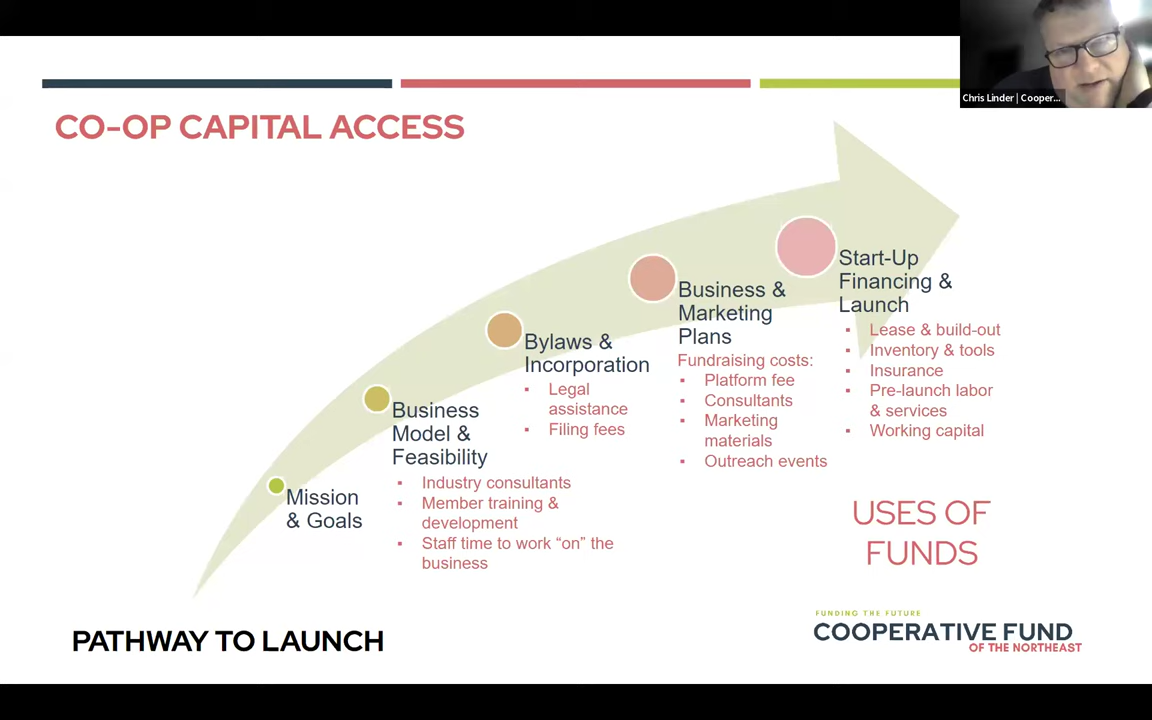 Chris Linder | Cooper...
CO-OP CAPITAL ACCESS
Mission
& Goals
Business
Model &
Feasibility
▪ Industry consultants
▪ Member training &
development
▪ Staff time to work “on” the
business
Bylaws &
Incorporation
▪ Legal
assistance
▪ Filing fees
Business &
Marketing
Plans
Fundraising costs:
▪ Platform fee
▪ Consultants
▪ Marketing
materials
▪ Outreach events
Start-Up
Financing &
Launch
▪ Lease & build-out
▪ Inventory & tools
▪ Insurance
▪ Pre-launch labor
& services
▪ Working capital
USES OF
FUNDS
PATHWAY TO LAUNCH
FUNDING THE FUTURE
COOPERATIVE FUND
OF THE NORTHEAST